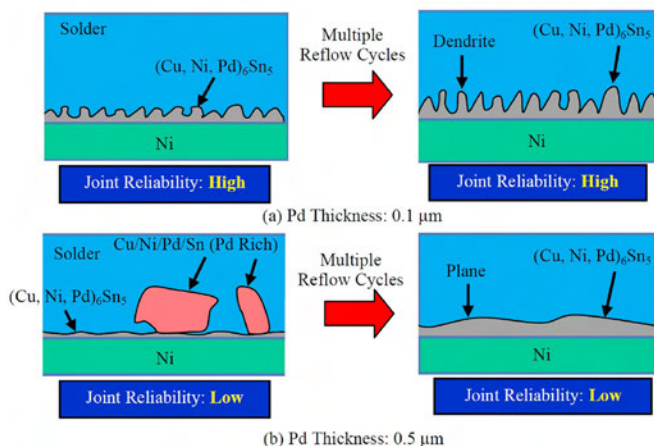 Solder
(Cu, Ni, Pd)₆Sn₅
Ni
Joint Reliability: High
Multiple
Reflow Cycles
Dendrite
(Cu, Ni, Pd)₆Sn₅
Ni
Joint Reliability: High
(a) Pd Thickness: 0.1 μm
Solder
Cu/Ni/Pd/Sn (Pd Rich)
(Cu, Ni, Pd)₆Sn₅
Ni
Joint Reliability: Low
Multiple
Reflow Cycles
Plane
(Cu, Ni, Pd)₆Sn₅
Ni
Joint Reliability: Low
(b) Pd Thickness: 0.5 μm